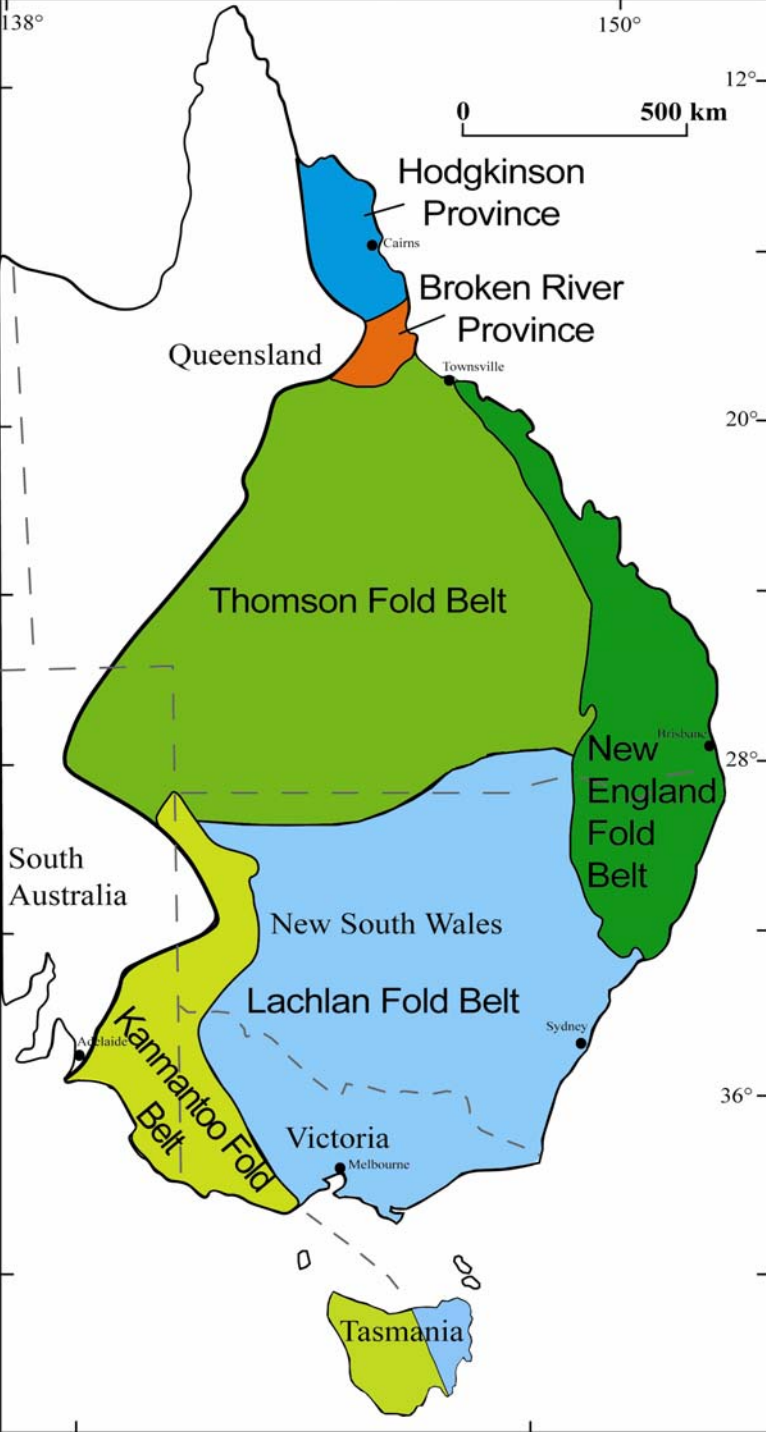 138°
150°
12°
0 500 km
Hodgkinson
Province
Cairns
Broken River
Province
Queensland
Townsville
20°
Thomson Fold Belt
Brisbane
New
England
Fold
Belt
28°
South
Australia
New South Wales
Lachlan Fold Belt
Sydney
Adelaide
Kanmantoo Fold
Belt
36°
Victoria
Melbourne
Tasmania